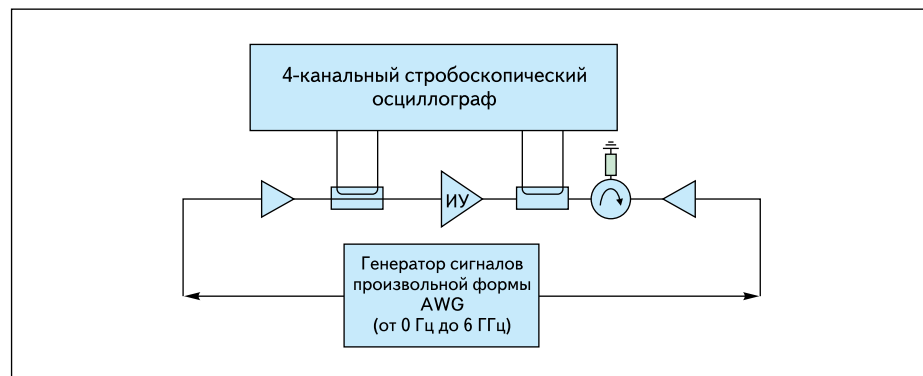 4-канальный стробоскопический
осциллограф
ИУ
Генератор сигналов
произвольной формы
AWG
(от 0 Гц до 6 ГГц)